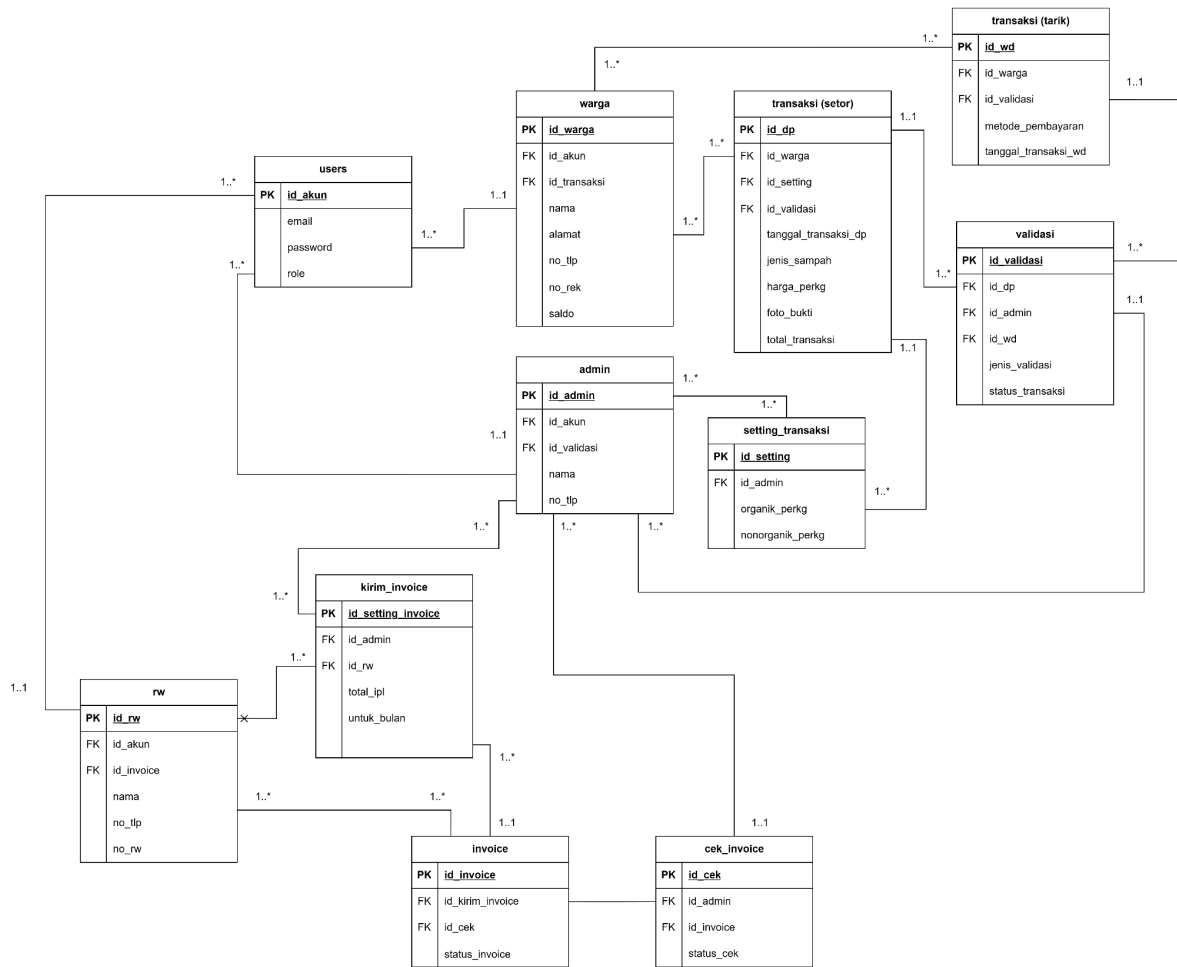 transaksi (tarik)
PK id_wd
FK id_warga
FK id_validasi
metode_pembayaran
tanggal_transaksi_wd
1..*
1..*
1..1
warga
PK id_warga
FK id_akun
FK id_transaksi
nama
alamat
no_tlp
no_rek
saldo
transaksi (setor)
PK id_dp
FK id_warga
FK id_setting
FK id_validasi
tanggal_transaksi_dp
jenis_sampah
harga_perkg
foto_bukti
total_transaksi
1..1
1..*
1..*
1..*
1..1
users
PK id_akun
email
password
role
1..*
1..1
1..*
1..*
validasi
PK id_validasi
FK id_dp
FK id_admin
FK id_wd
jenis_validasi
status_transaksi
1..*
1..1
admin
PK id_admin
FK id_akun
FK id_validasi
nama
no_tlp
1..*
1..*
1..1
1..*
1..*
1..*
setting_transaksi
PK id_setting
FK id_admin
organik_perkg
nonorganik_perkg
1..*
kirim_invoice
PK id_setting_invoice
FK id_admin
FK id_rw
total_ipl
untuk_bulan
1..*
1..*
1..*
rw
PK id_rw
FK id_akun
FK id_invoice
nama
no_tlp
no_rw
1..1
1..*
1..*
1..1
1..1
invoice
PK id_invoice
FK id_kirim_invoice
FK id_cek
status_invoice
cek_invoice
PK id_cek
FK id_admin
FK id_invoice
status_cek